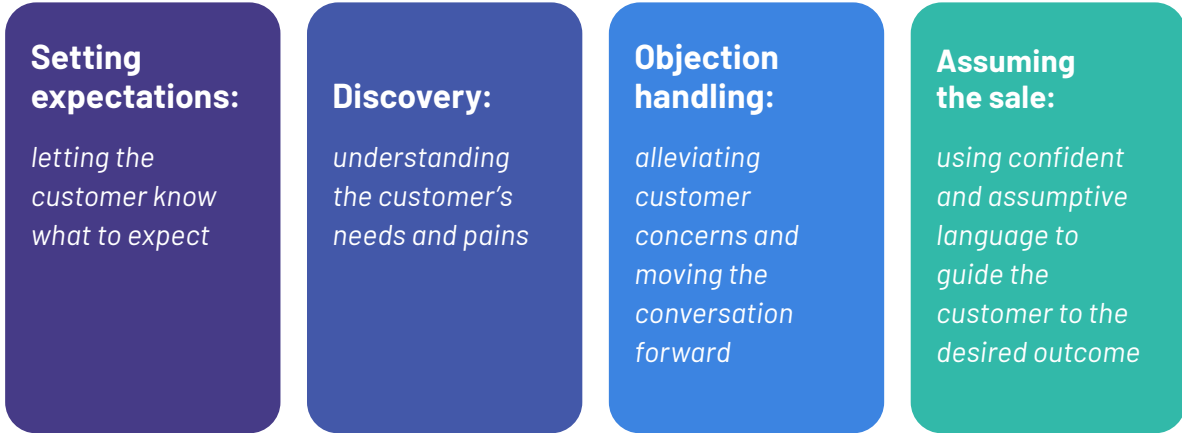 Setting
expectations:
letting the
customer know
what to expect
Discovery:
understanding
the customer’s
needs and pains
Objection
handling:
alleviating
customer
concerns and
moving the
conversation
forward
Assuming
the sale:
using confident
and assumptive
language to
guide the
customer to the
desired outcome